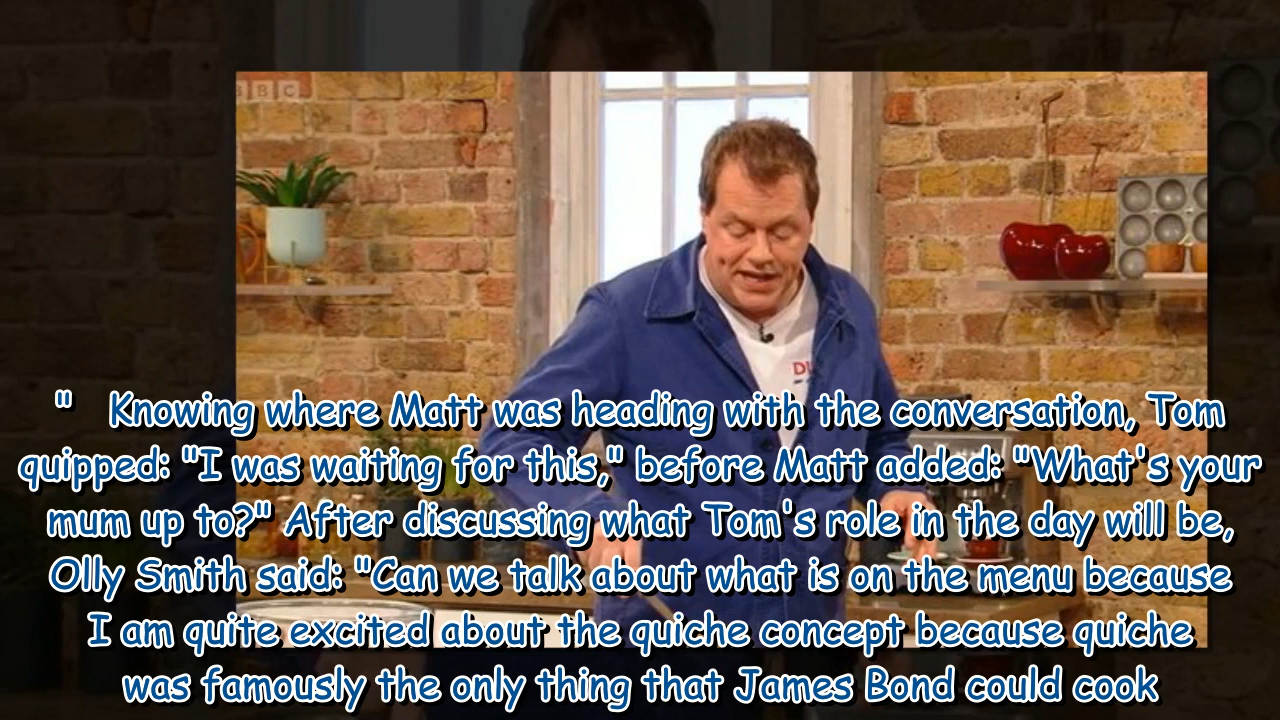 BBC
DI
"   Knowing where Matt was heading with the conversation, Tom
quipped: "I was waiting for this," before Matt added: "What's your
mum up to?" After discussing what Tom's role in the day will be,
Olly Smith said: "Can we talk about what is on the menu because
I am quite excited about the quiche concept because quiche
was famously the only thing that James Bond could cook